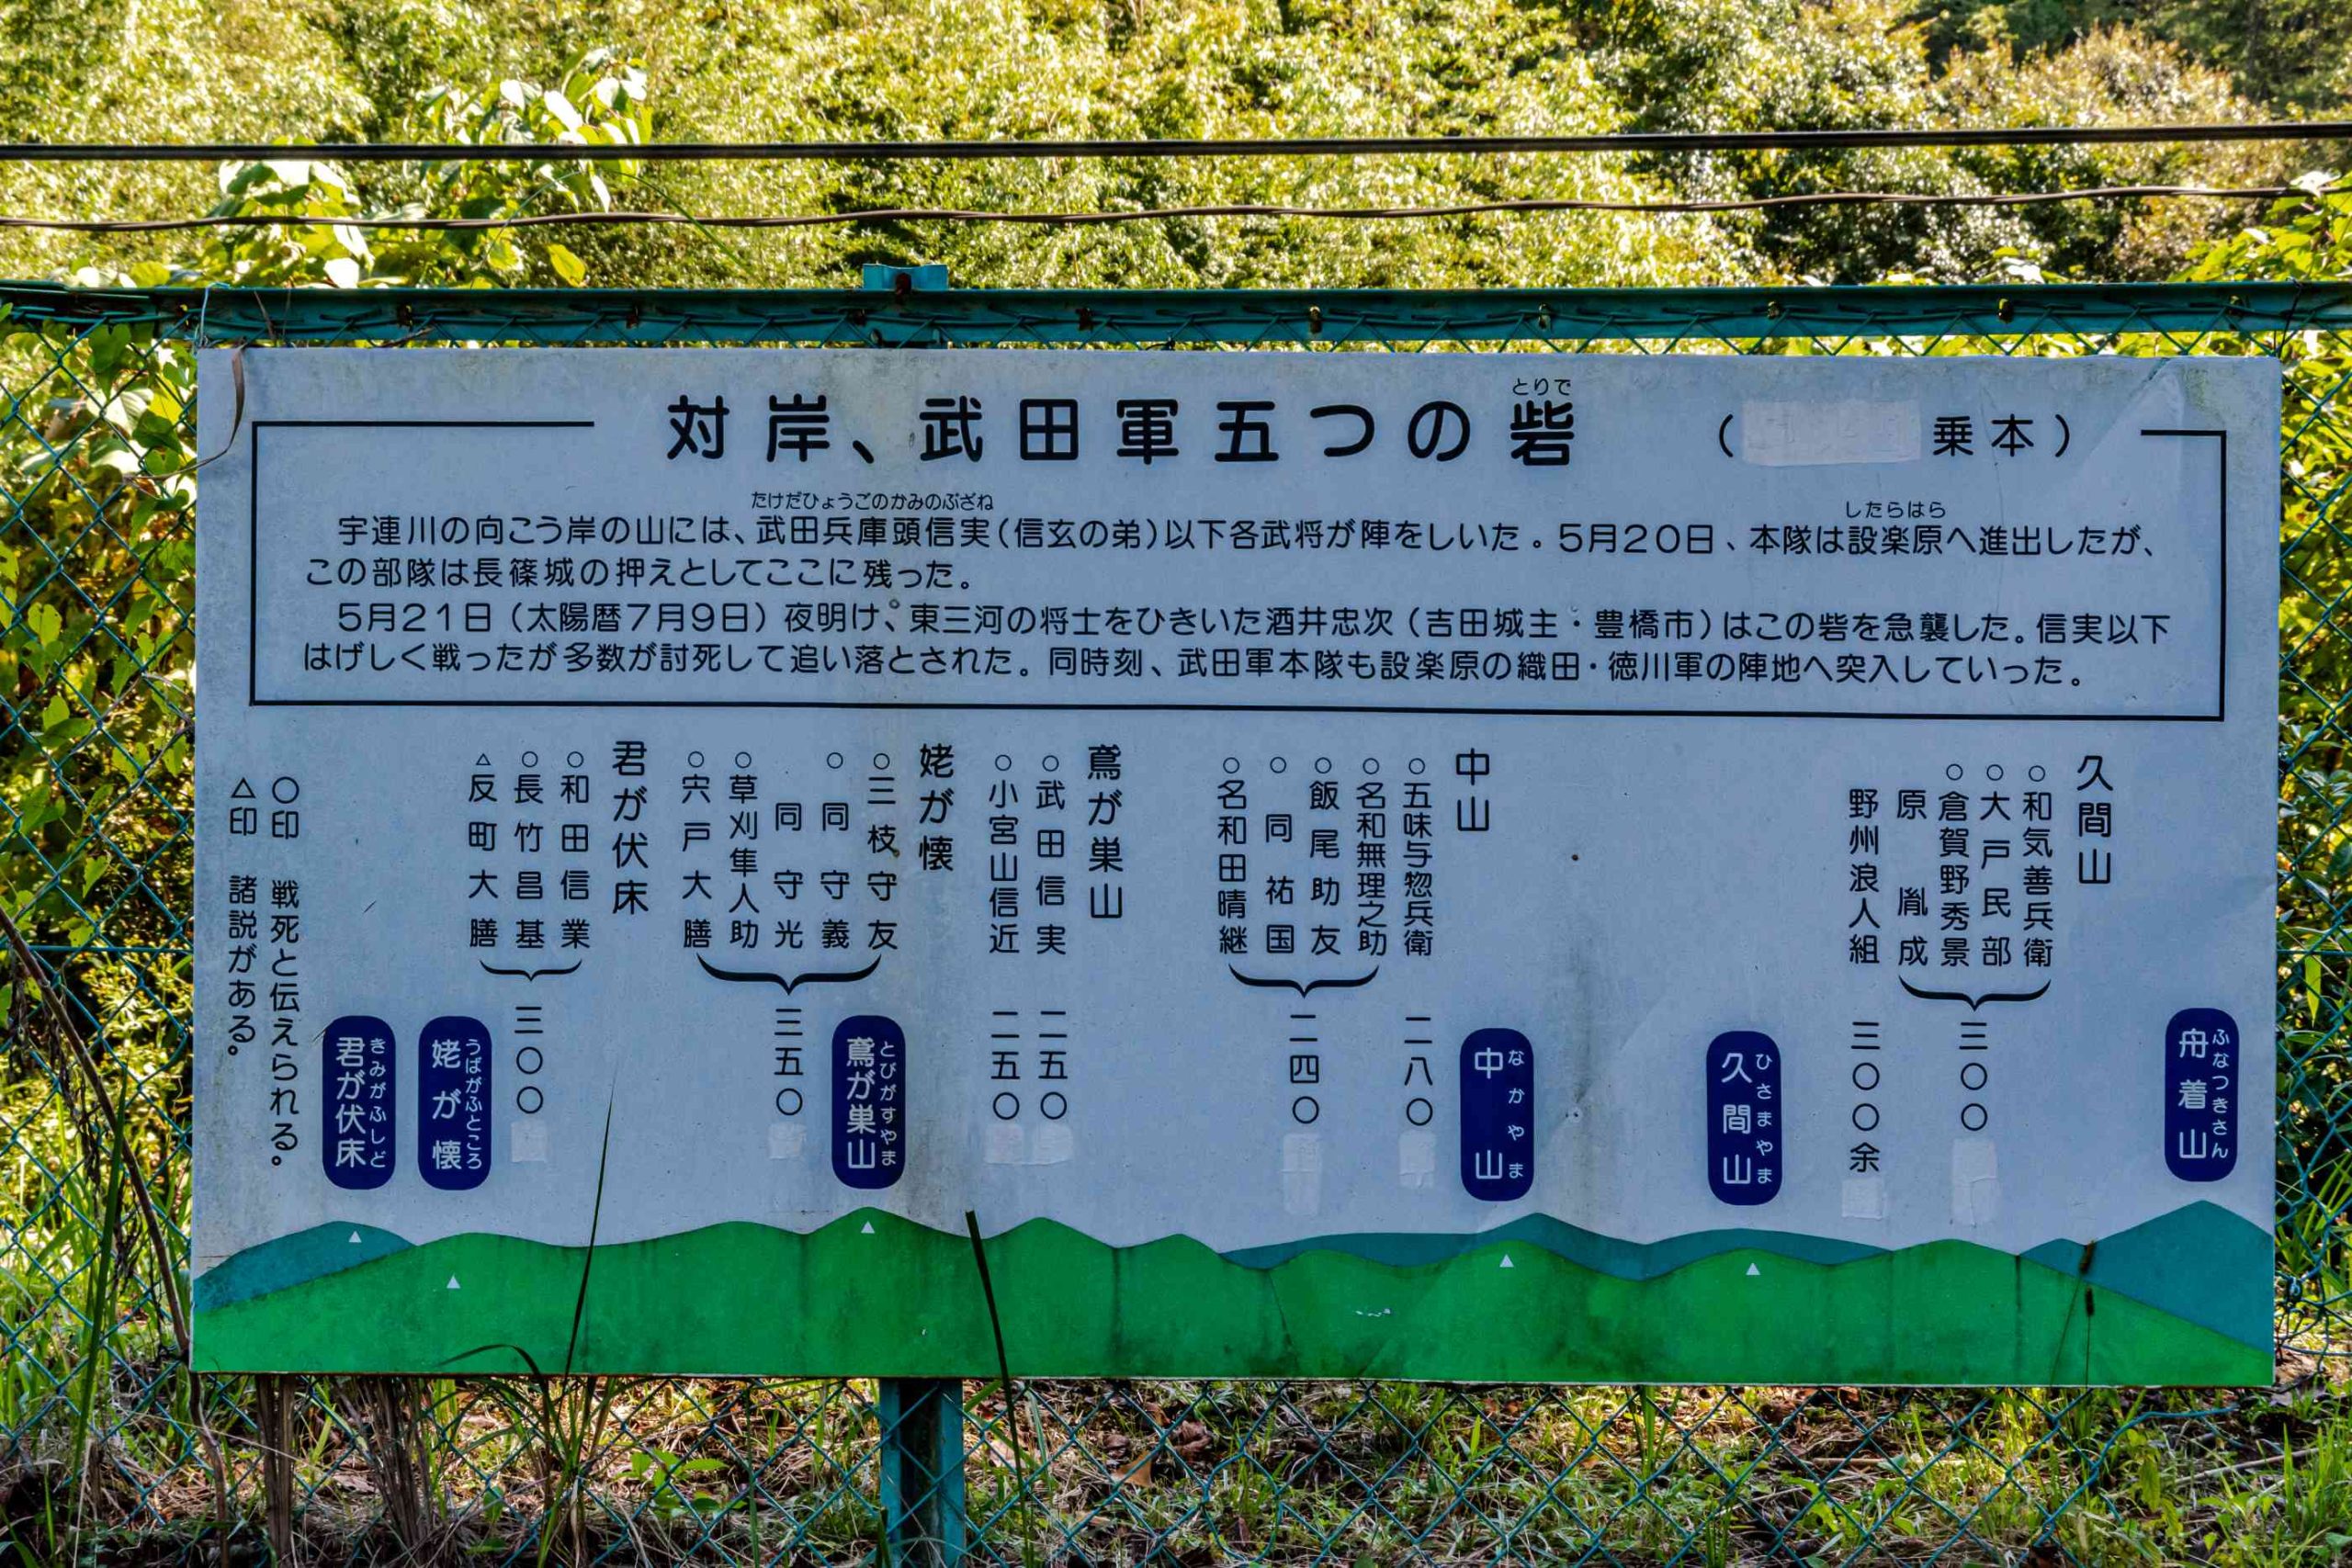 対岸、武田軍五つの砦 ( 乗本)
とりで
たけだひょうごのかみのぶざね
したらはら
宇連川の向こう岸の山には、武田兵庫頭信実(信玄の弟)以下各武将が陣をしいた。5月20日、本隊は設楽原へ進出したが、
この部隊は長篠城の押えとしてここに残った。
5月21日(太陽暦7月9日)夜明け、東三河の将士をひきいた酒井忠次(吉田城主・豊橋市)はこの砦を急襲した。信実以下
はげしく戦ったが多数が討死して追い落とされた。同時刻、武田軍本隊も設楽原の織田・徳川軍の陣地へ突入していった。
久間山
○和気善兵衛
○大戸民部
○倉賀野秀景
原胤成
三〇〇
野州浪人組 三〇〇余
中山
○五味与惣兵衛 二八〇
○名和無理之助
○飯尾助友
○同祐国
○名和田晴継
二四〇
鳶が巣山
○武田信実 二五〇
○小宮山信近 二五〇
姥が懐
○三枝守友
○同守義
同守光
○草刈隼人助
○宍戸大膳
三五〇
君が伏床
○和田信業
○長竹昌基
△反町大膳
三〇〇
○印 戦死と伝えられる。
△印 諸説がある。
舟着山 ふなつきさん
久間山 ひさまやま
中山 なかやま
鳶が巣山 とびがすやま
姥が懐 うばがふところ
君が伏床 きみがふしど